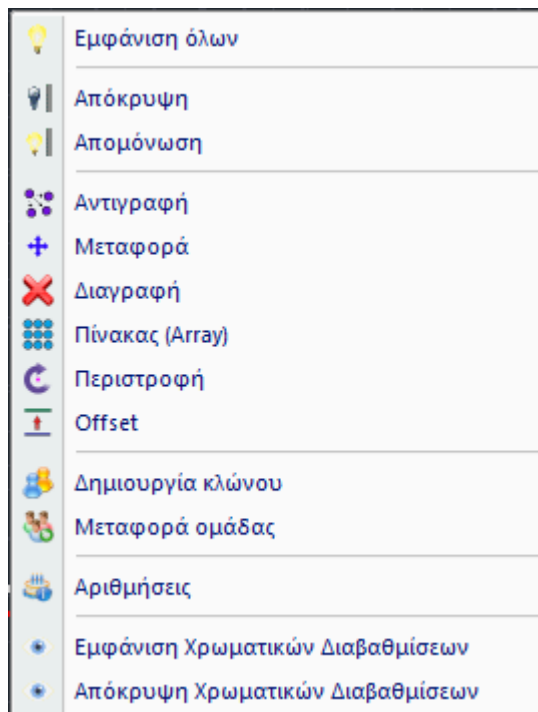 Εμφάνιση όλων
Απόκρυψη
Απομόνωση
Αντιγραφή
Μεταφορά
Διαγραφή
Πίνακας (Array)
Περιστροφή
Offset
Δημιουργία κλώνου
Μεταφορά ομάδας
Αριθμήσεις
Εμφάνιση Χρωματικών Διαβαθμίσεων
Απόκρυψη Χρωματικών Διαβαθμίσεων